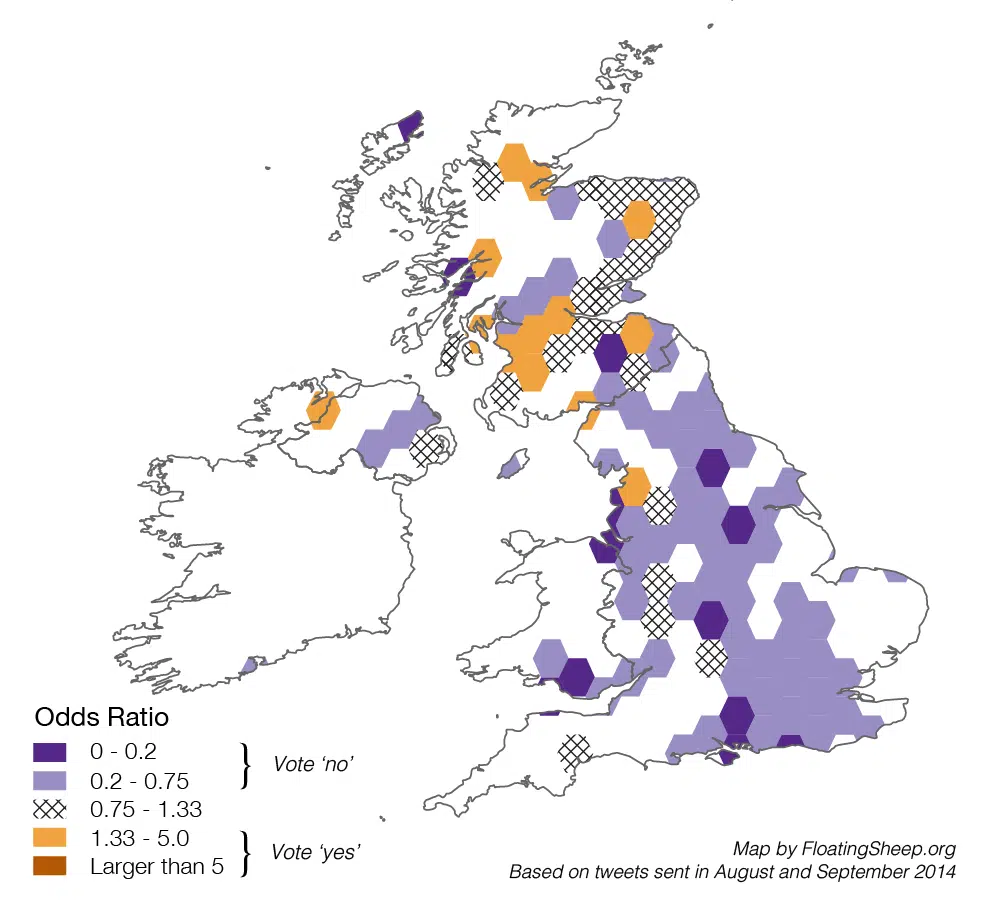 Odds Ratio
0 - 0.2
0.2 - 0.75
Vote ‘no’
0.75 - 1.33
1.33 - 5.0
Larger than 5
Vote ‘yes’
Map by FloatingSheep.org
Based on tweets sent in August and September 2014